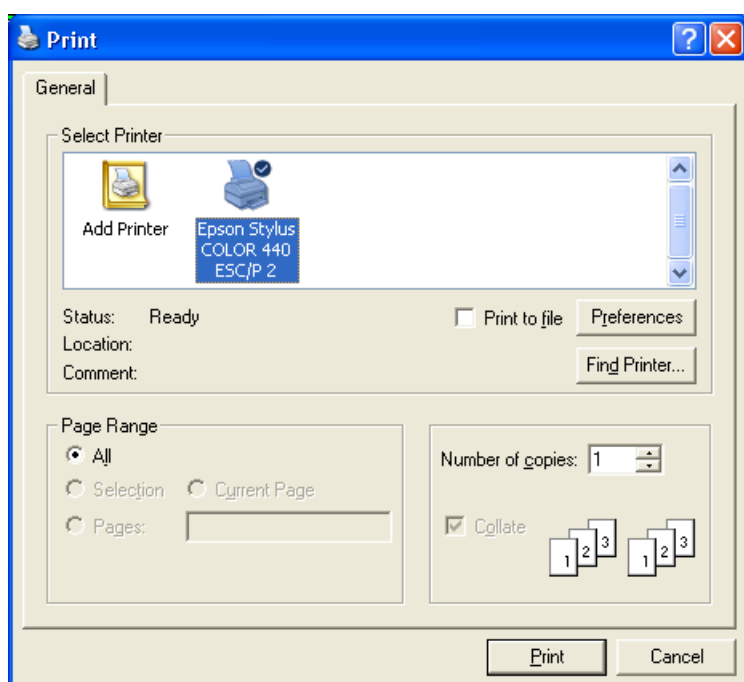 Print
General
Select Printer
Add Printer
Epson Stylus
COLOR 440
ESC/P 2
Status: Ready
Print to file
Preferences
Location:
Comment:
Find Printer...
Page Range
All
Selection
Current Page
Pages:
Number of copies: 1
Collate
1 2 3 1 2 3
Print
Cancel